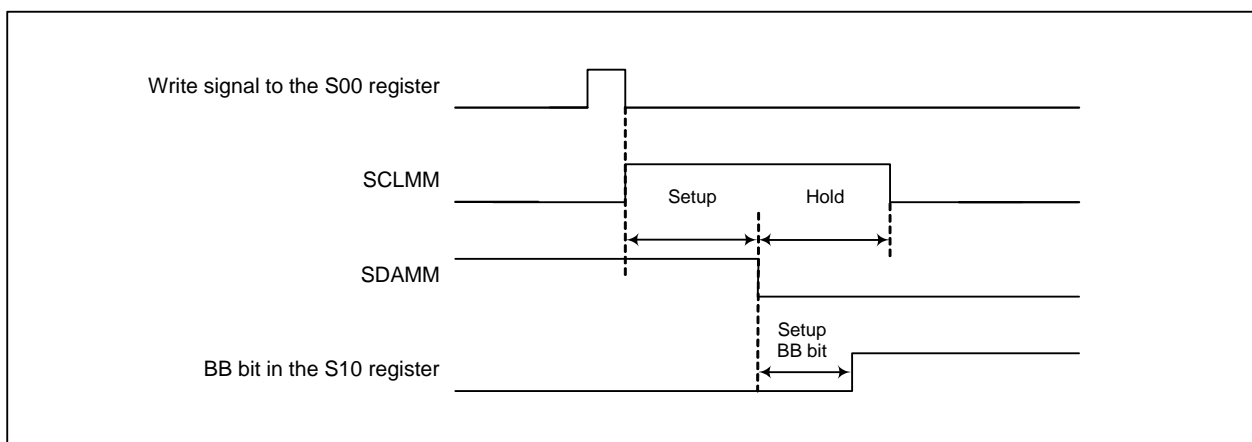 Write signal to the S00 register
SCLMM
Setup
Hold
SDAMM
Setup
BB bit
BB bit in the S10 register